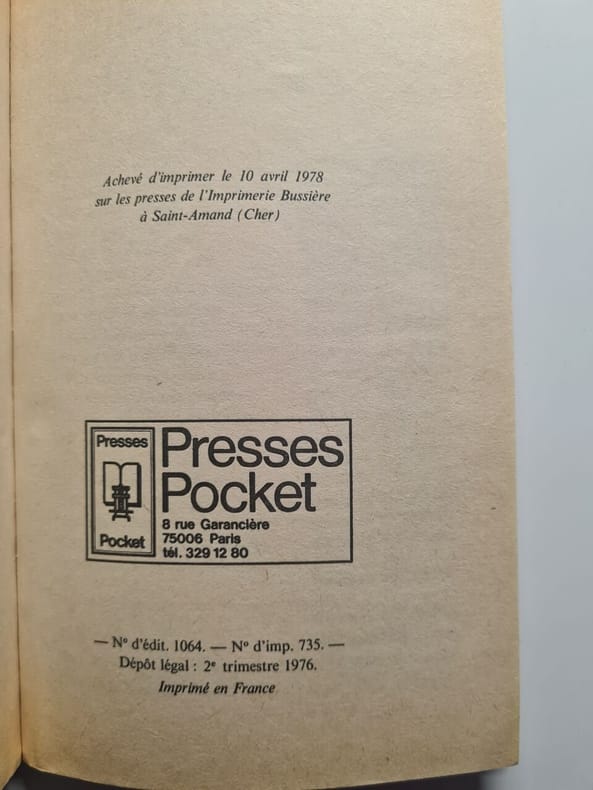 Achevé d'imprimer le 10 avril 1978
sur les presses de l'Imprimerie Bussière
à Saint-Amand (Cher)
Presses
Pocket
Presses
Pocket
8 rue Garancière
75006 Paris
tél. 329 12 80
— Nº d'édit. 1064. — Nº d'imp. 735. —
Dépôt légal : 2e trimestre 1976.
Imprimé en France